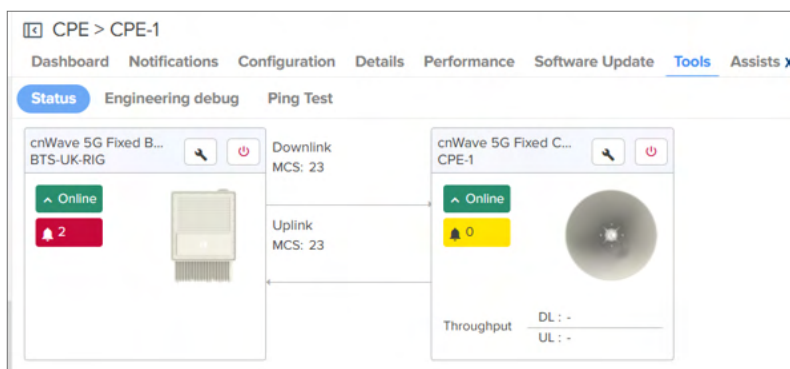 CPE > CPE-1
Dashboard Notifications Configuration Details Performance Software Update Tools Assists
Status Engineering debug Ping Test
cnWave 5G Fixed B...
BTS-UK-RIG
Online
2
Downlink
MCS: 23
Uplink
MCS: 23
cnWave 5G Fixed C...
CPE-1
Online
0
Throughput
DL : -
UL : -